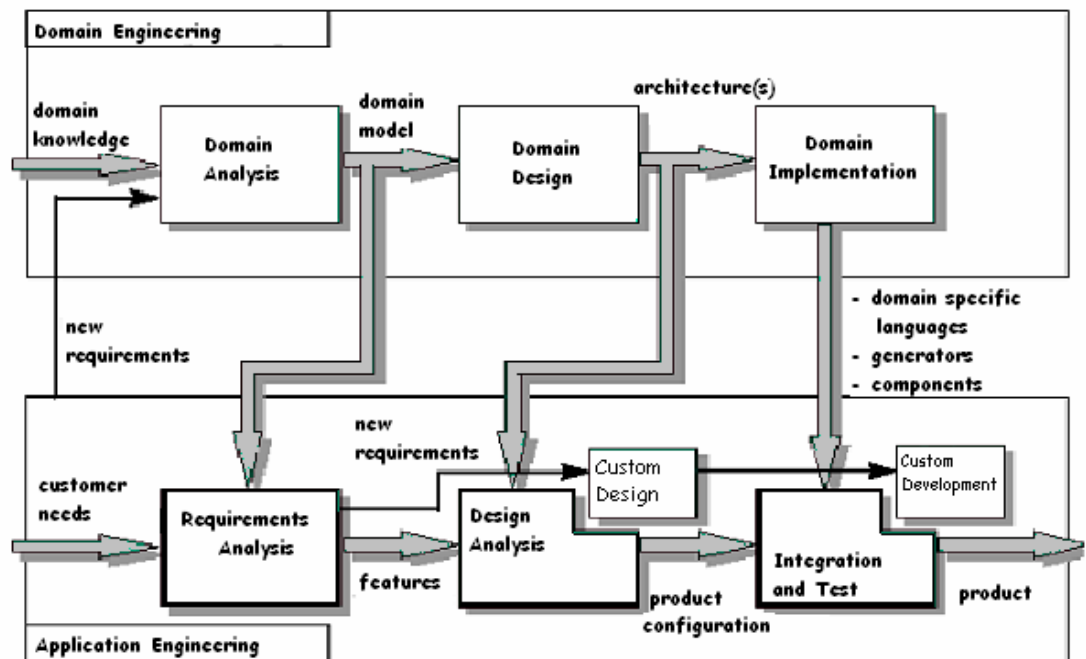 Domain Engineering
domain
knowledge
Domain
Analysis
domain
model
Domain
Design
architecture(s)
Domain
Implementation
new
requirements
- domain specific
languages
- generators
- components
customer
needs
Requirements
Analysis
new
requirements
features
Design
Analysis
Custom
Design
product
configuration
Integration
and Test
Custom
Development
product
Application Engineering